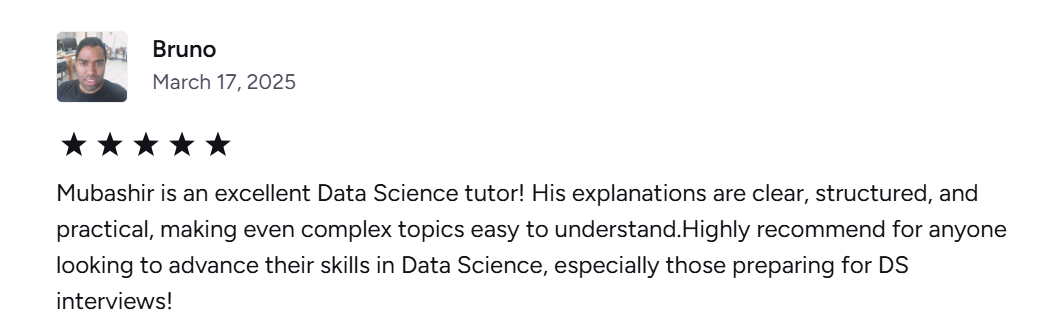 Bruno
March 17, 2025
Mubashir is an excellent Data Science tutor! His explanations are clear, structured, and
practical, making even complex topics easy to understand.Highly recommend for anyone
looking to advance their skills in Data Science, especially those preparing for DS
interviews!